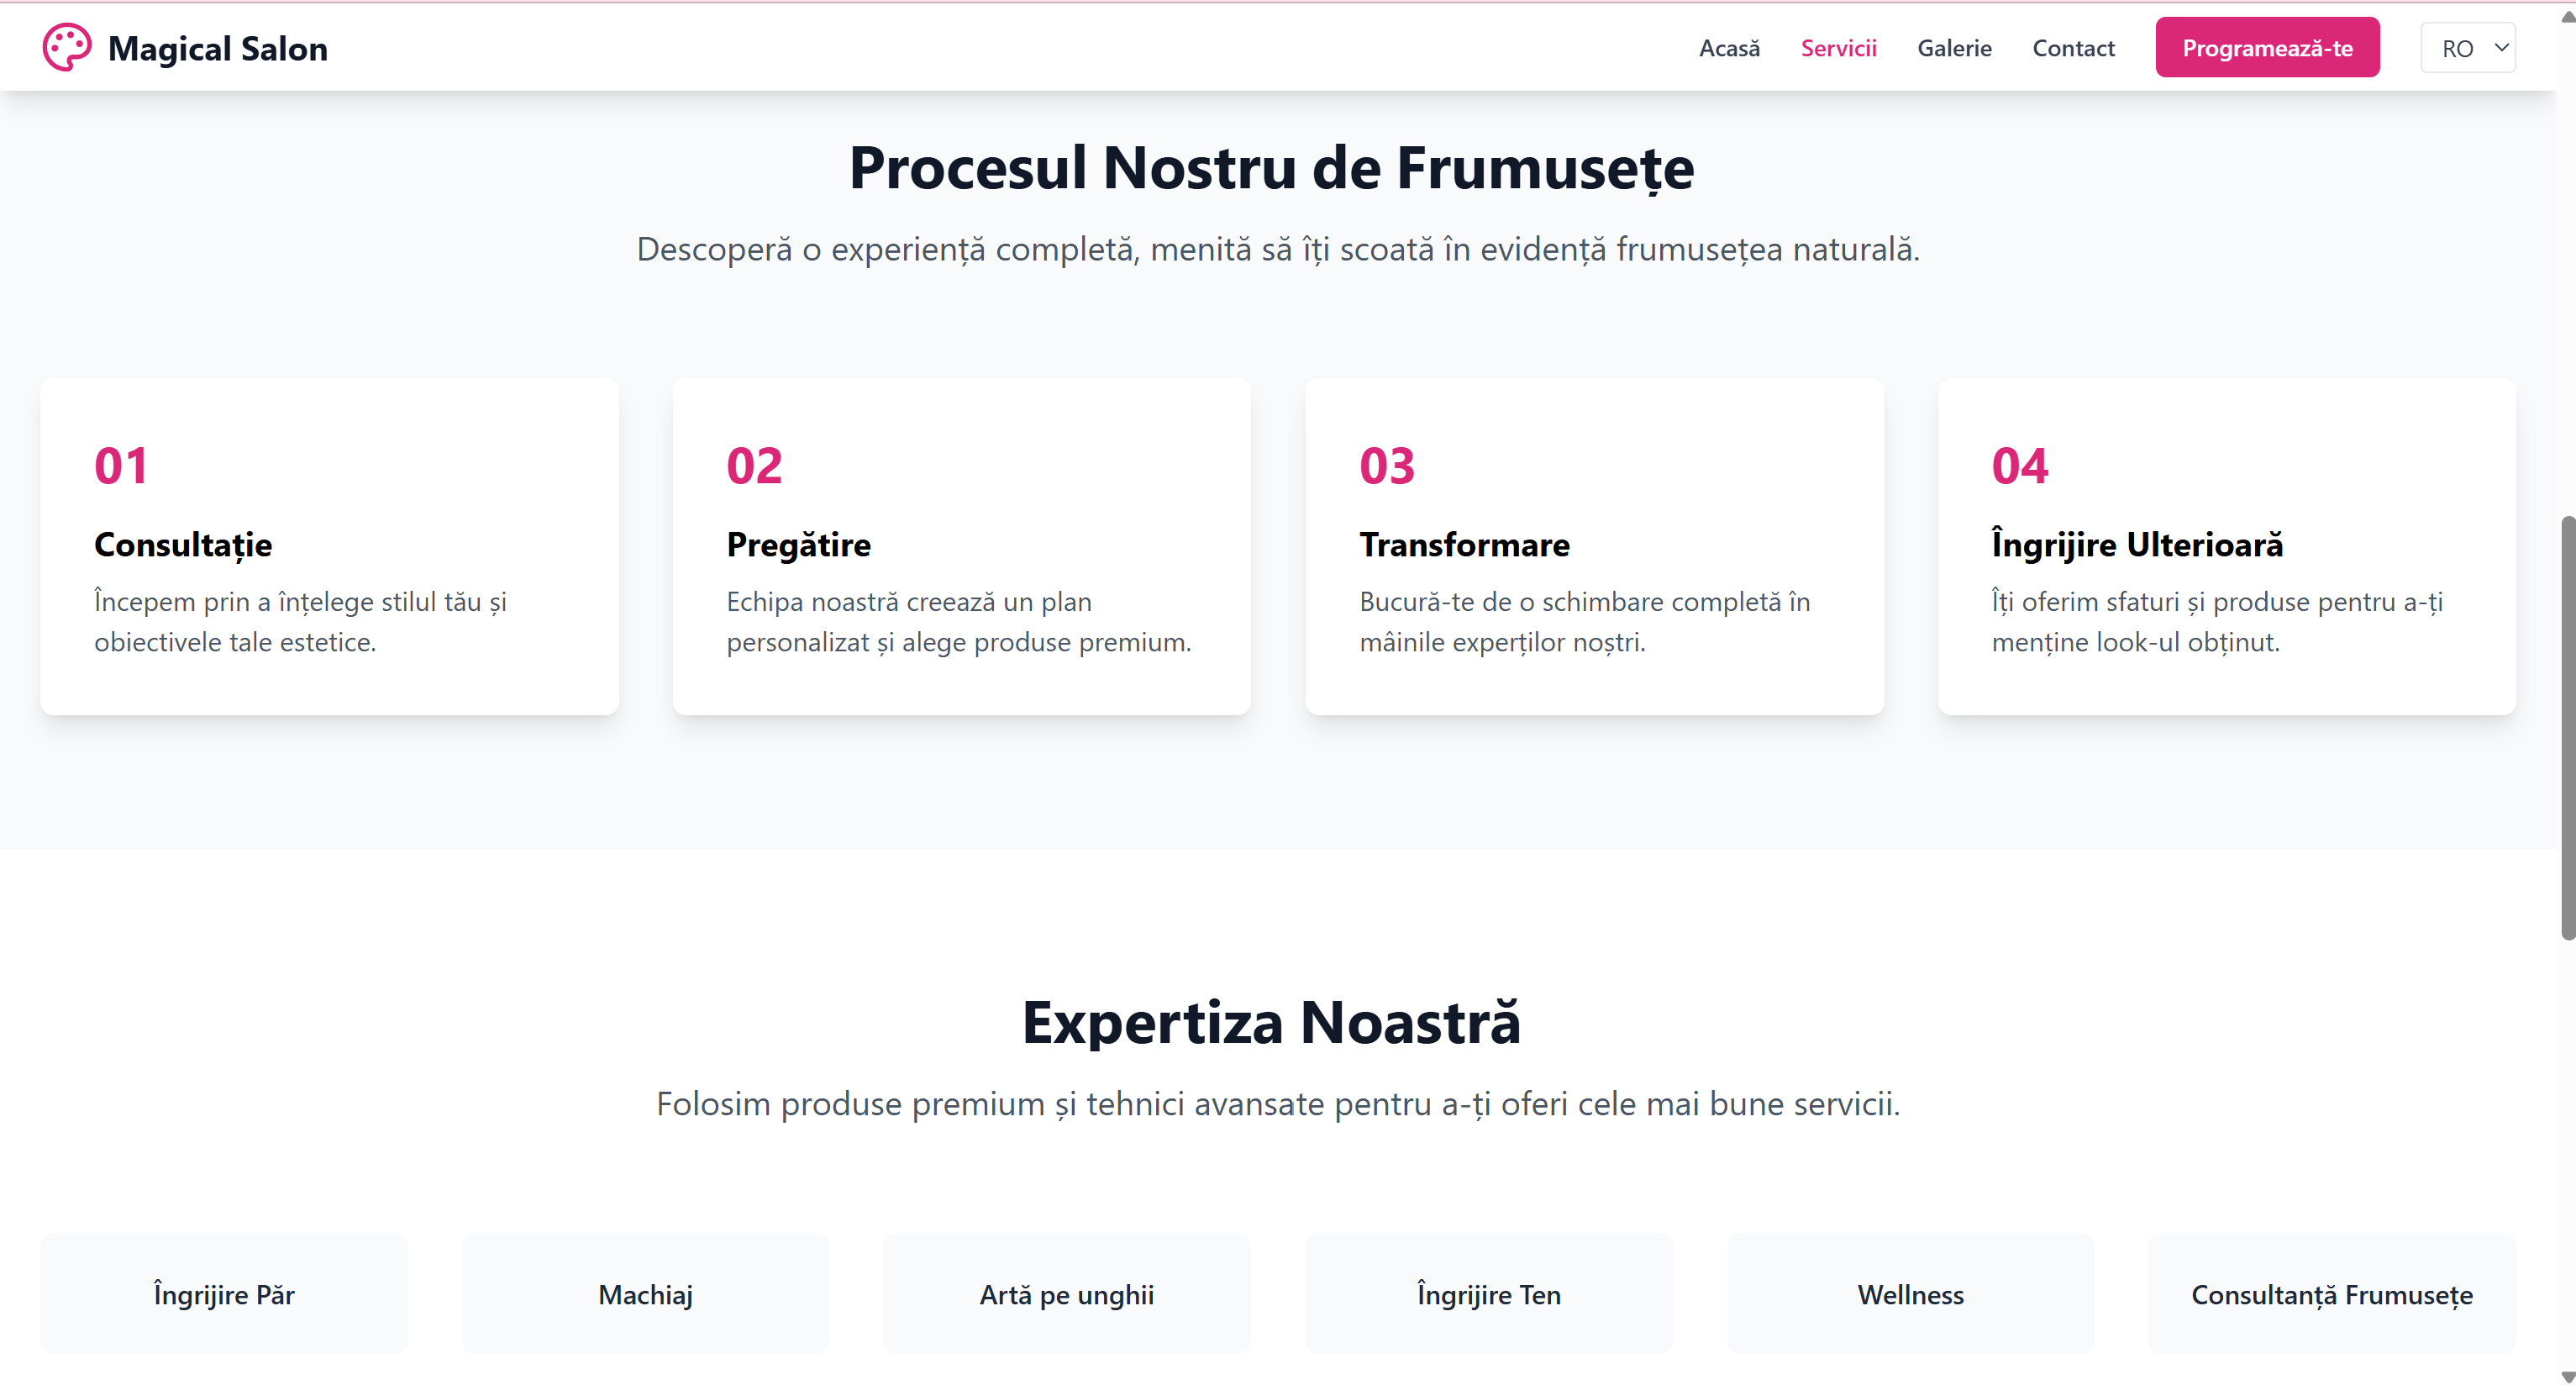 Magical Salon
Acasă
Servicii
Galerie
Contact
Programează-te
RO
Procesul Nostru de Frumusețe
Descoperă o experiență completă, menită să îți scoată în evidență frumusețea naturală.
01
Consultație
Începem prin a înțelege stilul tău și
obiectivele tale estetice.
02
Pregătire
Echipa noastră creează un plan
personalizat și alege produse premium.
03
Transformare
Bucură-te de o schimbare completă în
mâinile experților noștri.
04
Îngrijire Ulterioară
Îți oferim sfaturi și produse pentru a-ți
menține look-ul obținut.
Expertiza Noastră
Folosim produse premium și tehnici avansate pentru a-ți oferi cele mai bune servicii.
Îngrijire Păr
Machiaj
Artă pe unghii
Îngrijire Ten
Wellness
Consultanță Frumusețe